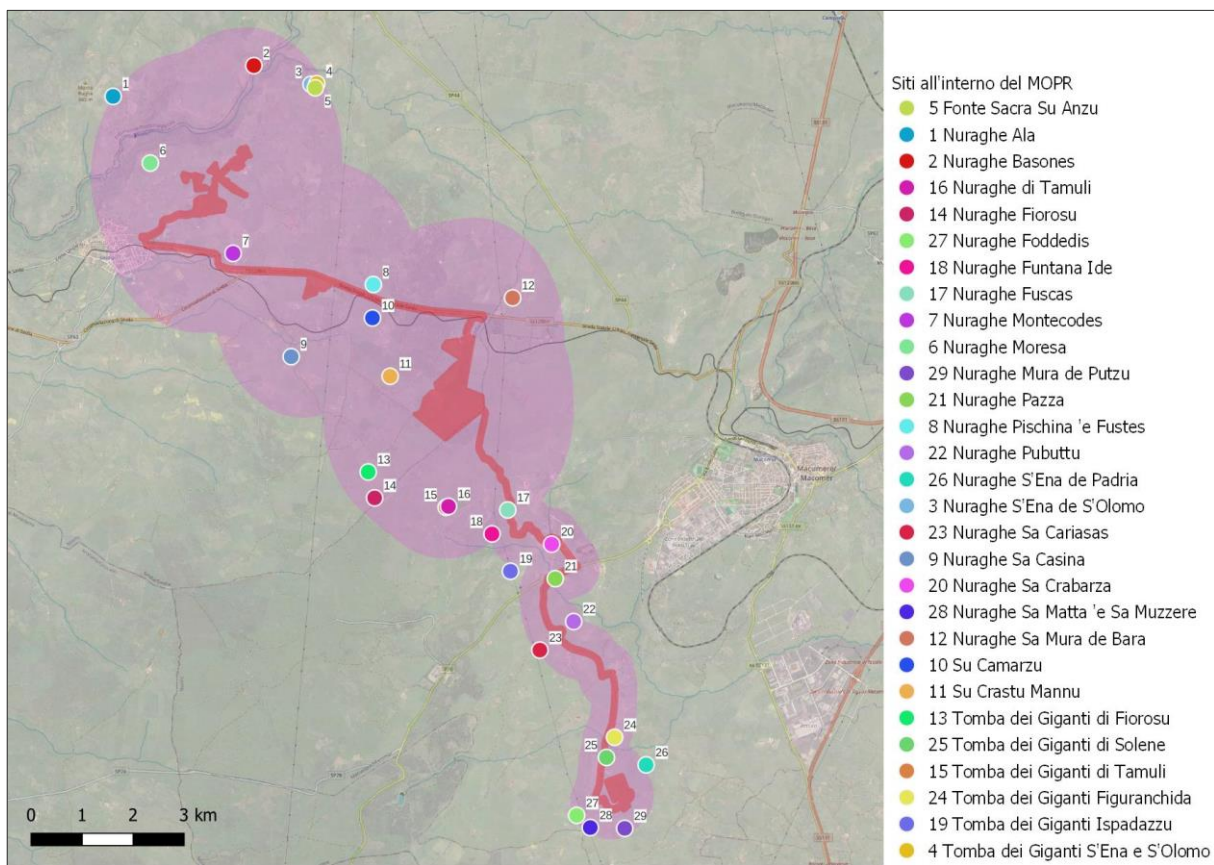 Siti all'interno del MOPR
5 Fonte Sacra Su Anzu
1 Nuraghe Ala
2 Nuraghe Basones
16 Nuraghe di Tamuli
14 Nuraghe Fiorosu
27 Nuraghe Foddedis
18 Nuraghe Funtana Ide
17 Nuraghe Fuscas
7 Nuraghe Montecodes
6 Nuraghe Moresa
29 Nuraghe Mura de Putzu
21 Nuraghe Pazza
8 Nuraghe Pischina 'e Fustes
22 Nuraghe Pubuttu
26 Nuraghe S'Ena de Padria
3 Nuraghe S'Ena de S'Olomo
23 Nuraghe Sa Cariasas
9 Nuraghe Sa Casina
20 Nuraghe Sa Crabarza
28 Nuraghe Sa Matta 'e Sa Muzzere
12 Nuraghe Sa Mura de Bara
10 Su Camarzu
11 Su Crastu Mannu
13 Tomba dei Giganti di Fiorosu
25 Tomba dei Giganti di Solene
15 Tomba dei Giganti di Tamuli
24 Tomba dei Giganti Figuranchida
19 Tomba dei Giganti Ispadazzu
4 Tomba dei Giganti S'Ena e S'Olomo
2
3
4
1
5
6
7
8
12
10
9
11
13
14
15
16
17
18
20
19
21
22
23
24
25
26
27
28
29
Macumere/
Macomer
0 1 2 3 km